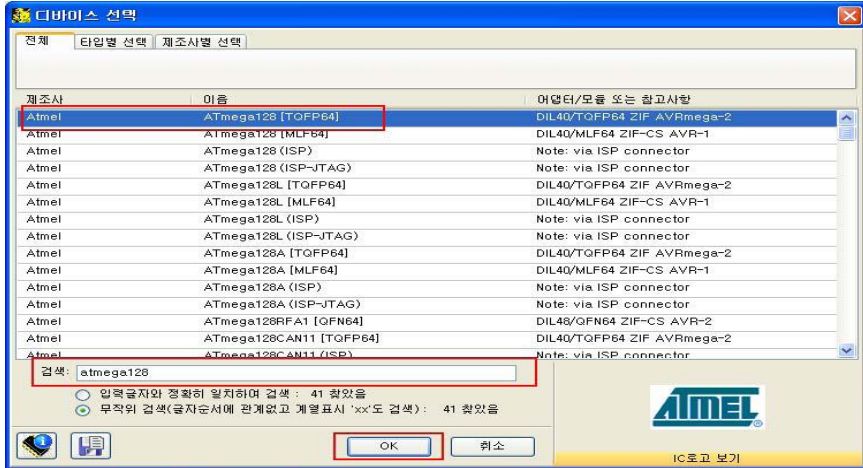 디바이스 선택
전체 타입별 선택 제조사별 선택
제조사 이름 어댑터/모듈 또는 참고사항
Atmel ATmega128 [TQFP64] DIL40/TQFP64 ZIF AVRmega-2
Atmel ATmega128 [MLF64] DIL40/MLF64 ZIF-CS AVR-1
Atmel ATmega128 (ISP) Note: via ISP connector
Atmel ATmega128 (ISP-JTAG) Note: via ISP connector
Atmel ATmega128L [TQFP64] DIL40/TQFP64 ZIF AVRmega-2
Atmel ATmega128L [MLF64] DIL40/MLF64 ZIF-CS AVR-1
Atmel ATmega128L (ISP) Note: via ISP connector
Atmel ATmega128L (ISP-JTAG) Note: via ISP connector
Atmel ATmega128A [TQFP64] DIL40/TQFP64 ZIF AVRmega-2
Atmel ATmega128A [MLF64] DIL40/MLF64 ZIF-CS AVR-1
Atmel ATmega128A (ISP) Note: via ISP connector
Atmel ATmega128A (ISP-JTAG) Note: via ISP connector
Atmel ATmega128RFA1 [QFN64] DIL48/QFN64 ZIF-CS AVR-2
Atmel ATmega128CAN11 [TQFP64] DIL40/TQFP64 ZIF AVRmega-2
Atmel ATmega128CAN11 (ISP) Note: via ISP connector
검색: atmega128
입력글자와 정확히 일치하며 검색 : 41 찾았음
무작위 검색(글자순서에 관계없고 계열표시 'xx'도 검색) : 41 찾았음
ATMEL
OK 취소
IC로고 보기